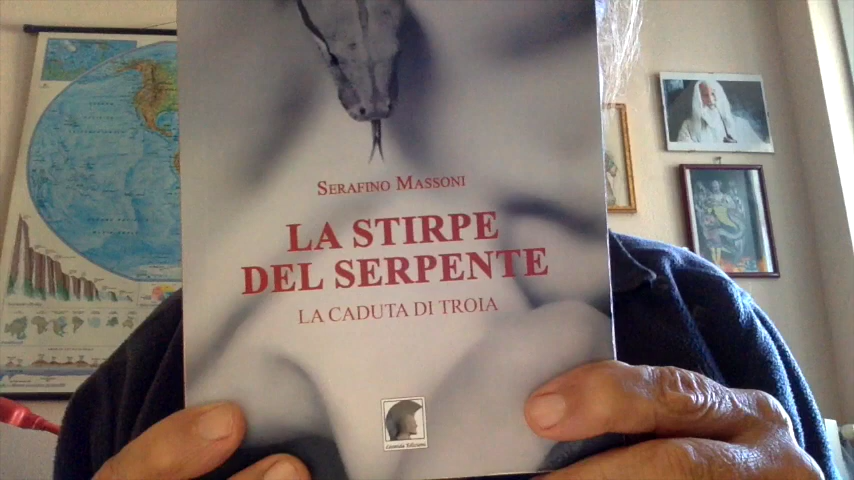 SERAFINO MASSONI
LA STIRPE
DEL SERPENTE
LA CADUTA DI TROIA